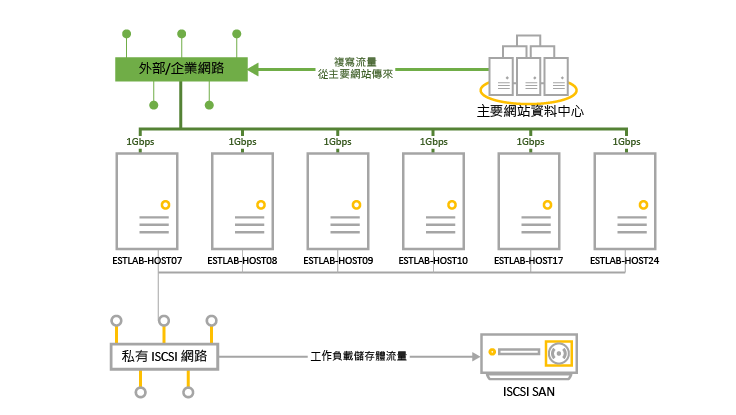 外部/企業網路
複寫流量
從主要網站傳來
主要網站資料中心
1Gbps
1Gbps
1Gbps
1Gbps
1Gbps
1Gbps
ESTLAB-HOST07
ESTLAB-HOST08
ESTLAB-HOST09
ESTLAB-HOST10
ESTLAB-HOST17
ESTLAB-HOST24
私有 ISCSI 網路
工作負載儲存體流量
ISCSI SAN